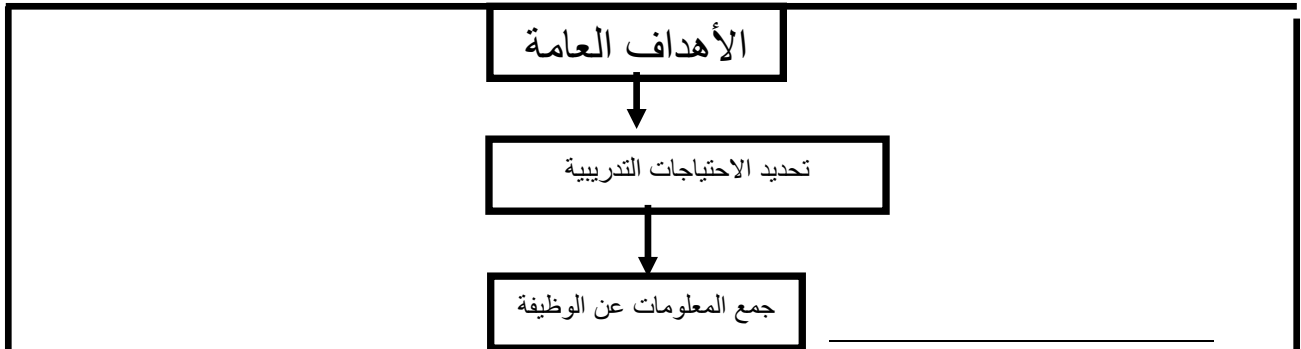 الأهداف العامة
تحديد الاحتياجات التدريبية
جمع المعلومات عن الوظيفة